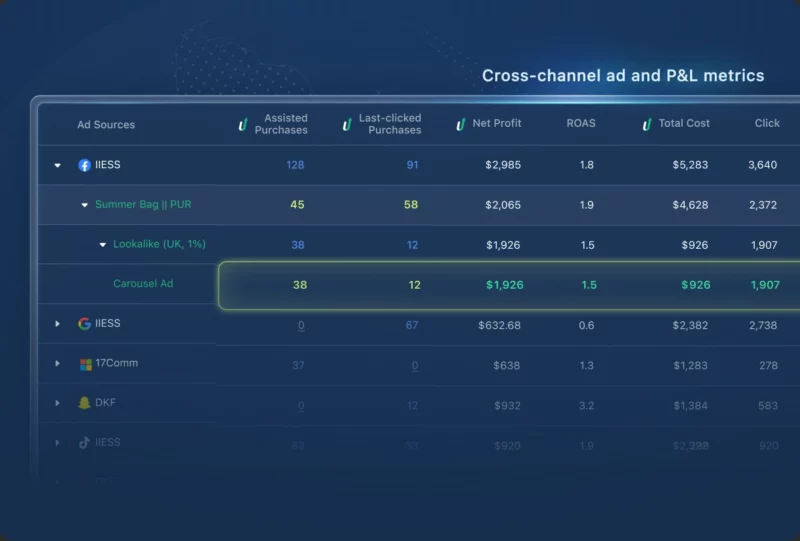 Cross-channel ad and P&L metrics
Ad Sources Assisted Purchases Last-clicked Purchases Net Profit ROAS Total Cost Click
IIESS 128 91 $2,985 1.8 $5,283 3,640
Summer Bag || PUR 45 58 $2,065 1.9 $4,628 2,372
Lookalike (UK, 1%) 38 12 $1,926 1.5 $926 1,907
Carousel Ad 38 12 $1,926 1.5 $926 1,907
IIESS 0 67 $632.68 0.6 $2,382 2,738
17Comm 37 0 $638 1.3 $1,283 278
DKF 0 12 $932 3.2 $1,384 583
IIESS $920 1.9 920